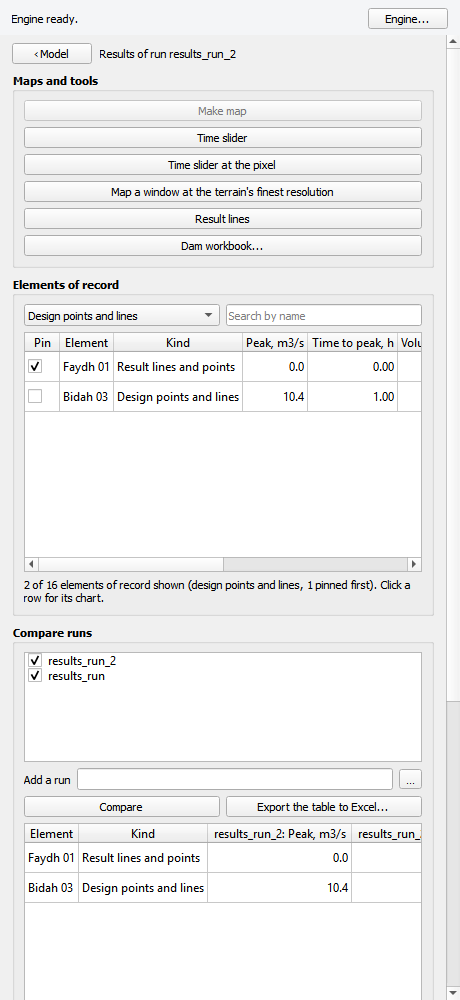 Engine ready.
Engine...
‹Model
Results of run results_run_2
Maps and tools
Make map
Time slider
Time slider at the pixel
Map a window at the terrain's finest resolution
Result lines
Dam workbook...
Elements of record
Design points and lines
Search by name
Pin Element Kind Peak, m3/s Time to peak, h Volu
Faydh 01 Result lines and points 0.0 0.00
Bidah 03 Design points and lines 10.4 1.00
2 of 16 elements of record shown (design points and lines, 1 pinned first). Click a
row for its chart.
Compare runs
results_run_2
results_run
Add a run
...
Compare
Export the table to Excel...
Element Kind results_run_2: Peak, m3/s results_run_
Faydh 01 Result lines and points 0.0
Bidah 03 Design points and lines 10.4